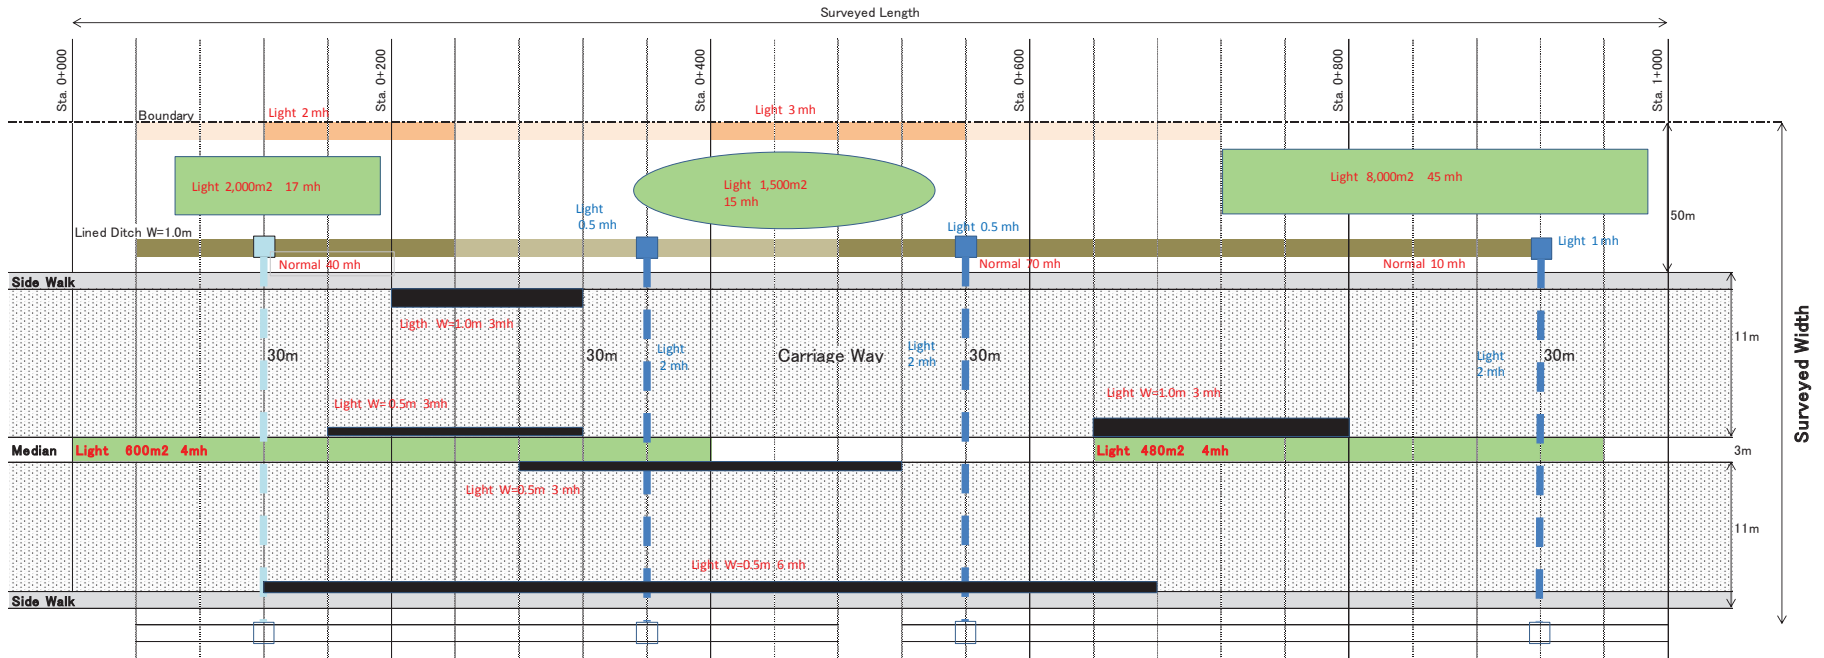 Surveyed Length
Sta. 0+000
Sta. 0+200
Sta. 0+400
Sta. 0+600
Sta. 0+800
Sta. 1+000
Boundary
Light 2 mh
Light 3 mh
Light 2,000m2 17 mh
Light 1,500m2
15 mh
Light 8,000m2 45 mh
Light
0.5 mh
Light 0.5 mh
Light 1 mh
50m
Lined Ditch W=1.0m
Normal 40 mh
Normal 70 mh
Normal 10 mh
Side Walk
Ligth W=1.0m 3mh
30m
30m
Light
2 mh
Carriage Way
Light
2 mh
30m
Light
2 mh
30m
11m
Surveyed Width
Light W=0.5m 3mh
Light W=1.0m 3 mh
Median
Light 600m2 4mh
Light 480m2 4mh
3m
Light W=0.5m 3 mh
11m
Light W=0.5m 6 mh
Side Walk